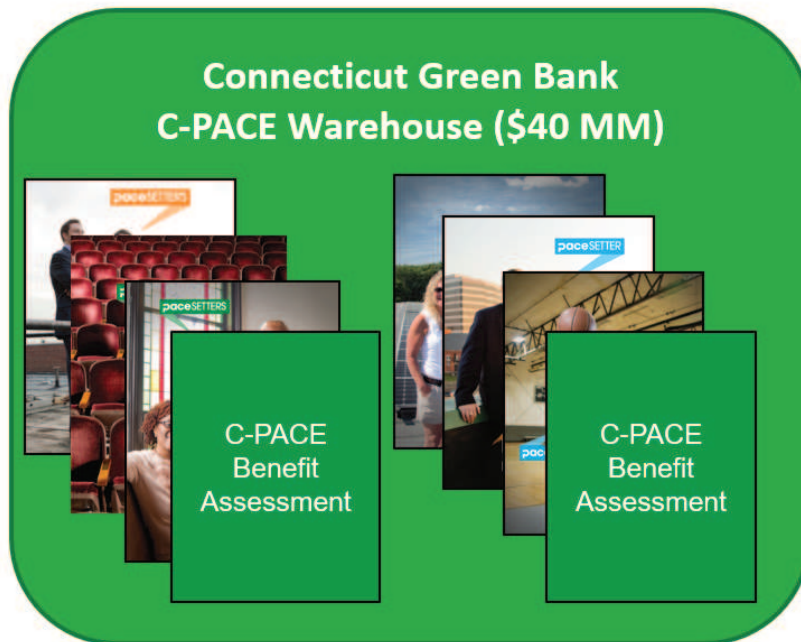 Connecticut Green Bank
C-PACE Warehouse ($40 MM)
paceSETTERS
paceSETTER
paceSETTERS
C-PACE
Benefit
Assessment
C-PACE
Benefit
Assessment